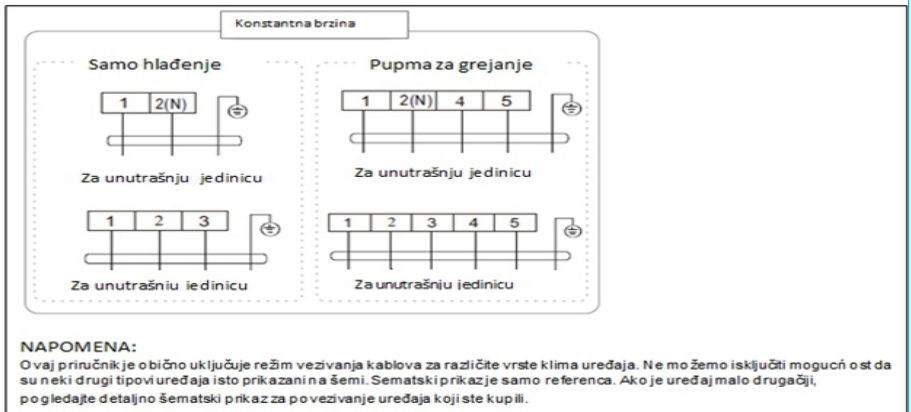 Konstantna brzina
Samo hlađenje
Pupma za grejanje
1 2(N)
1 2(N) 4 5
Za unutrašnju jedinicu
Za unutrašnju jedinicu
1 2 3
1 2 3 4 5
Za unutrašnju jedinicu
Za unutrašnju jedinicu
NAPOMENA:
Ovaj priručnik je obično uključuje režim vezivanja kablova za različite vrste klima uređaja. Ne možemo isključiti mogućnost da
su neki drugi tipovi uređaja isto prikazani na šemi. Sematski prikaz je samo referenca. Ako je uređaj malo drugačiji,
pogledajte detaljno šematski prikaz za povezivanje uređaja koji ste kupili.